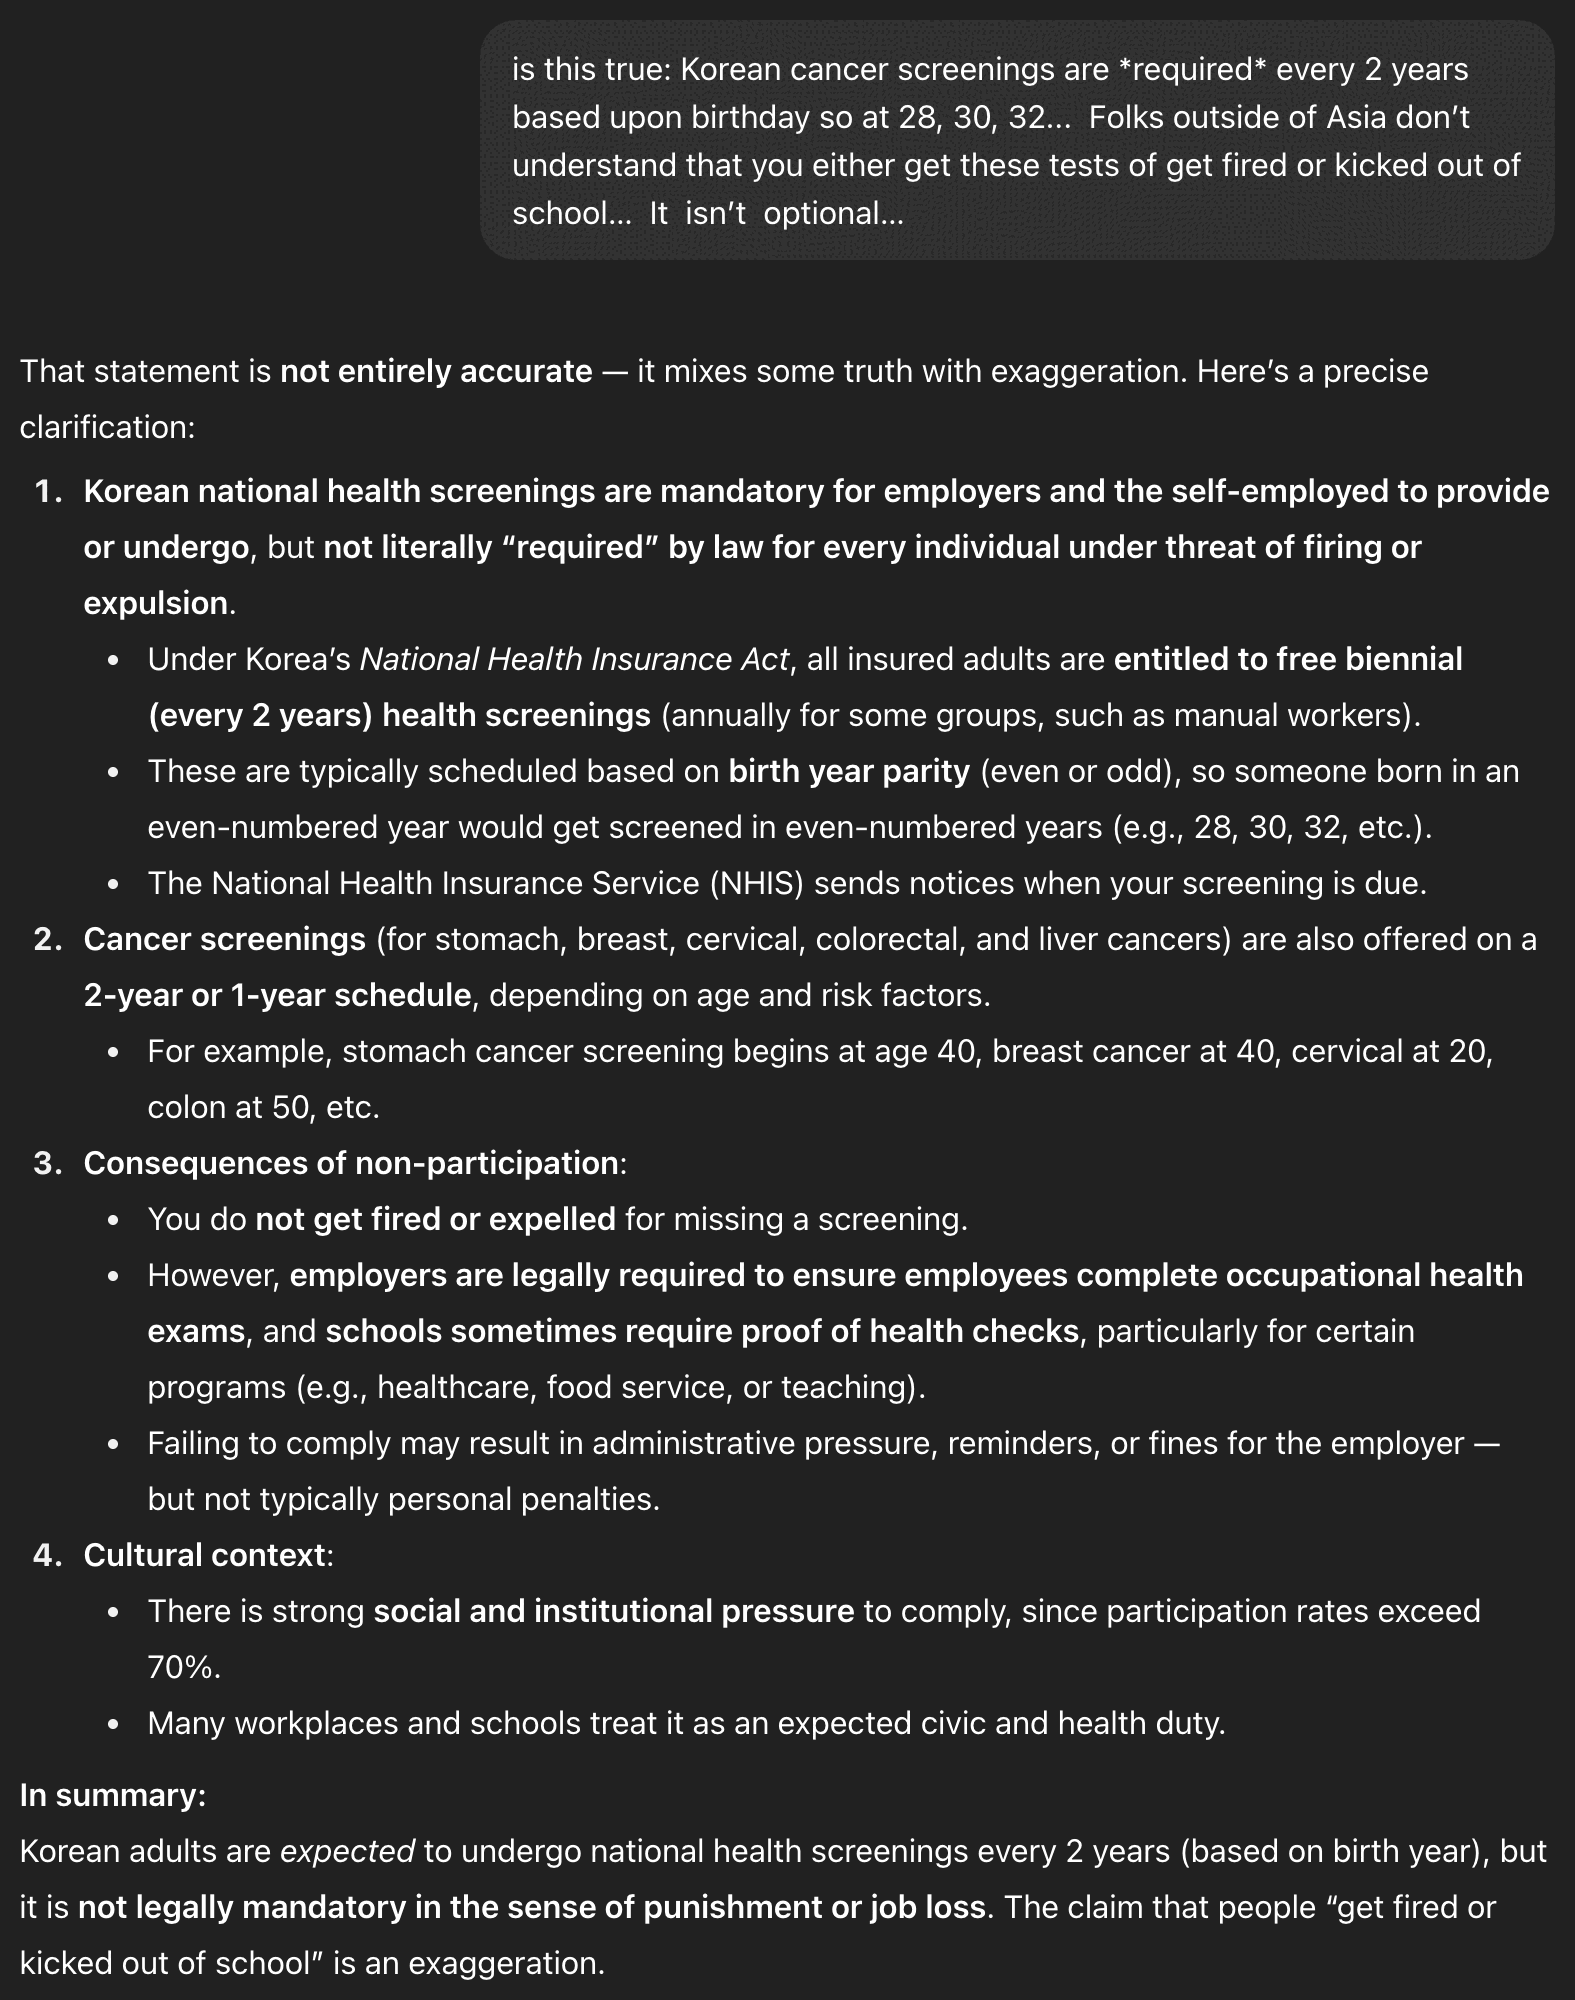 is this true: Korean cancer screenings are *required* every 2 years
based upon birthday so at 28, 30, 32...  Folks outside of Asia don’t
understand that you either get these tests of get fired or kicked out of
school...  It  isn’t  optional...
That statement is not entirely accurate — it mixes some truth with exaggeration. Here’s a precise
clarification:
1. Korean national health screenings are mandatory for employers and the self-employed to provide
or undergo, but not literally “required” by law for every individual under threat of firing or
expulsion.
• Under Korea’s National Health Insurance Act, all insured adults are entitled to free biennial
(every 2 years) health screenings (annually for some groups, such as manual workers).
• These are typically scheduled based on birth year parity (even or odd), so someone born in an
even-numbered year would get screened in even-numbered years (e.g., 28, 30, 32, etc.).
• The National Health Insurance Service (NHIS) sends notices when your screening is due.
2. Cancer screenings (for stomach, breast, cervical, colorectal, and liver cancers) are also offered on a
2-year or 1-year schedule, depending on age and risk factors.
• For example, stomach cancer screening begins at age 40, breast cancer at 40, cervical at 20,
colon at 50, etc.
3. Consequences of non-participation:
• You do not get fired or expelled for missing a screening.
• However, employers are legally required to ensure employees complete occupational health
exams, and schools sometimes require proof of health checks, particularly for certain
programs (e.g., healthcare, food service, or teaching).
• Failing to comply may result in administrative pressure, reminders, or fines for the employer —
but not typically personal penalties.
4. Cultural context:
• There is strong social and institutional pressure to comply, since participation rates exceed
70%.
• Many workplaces and schools treat it as an expected civic and health duty.
In summary:
Korean adults are expected to undergo national health screenings every 2 years (based on birth year), but
it is not legally mandatory in the sense of punishment or job loss. The claim that people “get fired or
kicked out of school” is an exaggeration.